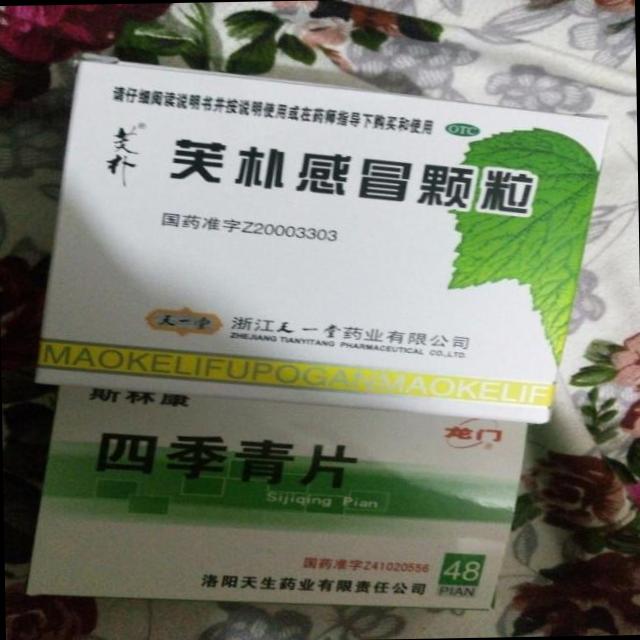 请仔细阅读说明书并按说明使用或在药师指导下购买和使用
OTC
芙朴
®
芙朴感冒颗粒
国药准字Z20003303
天一堂
浙江天一堂药业有限公司
ZHEJIANG TIANYITANG PHARMACEUTICAL CO.,LTD.
MAOKELIFUPOGANMAOKELIF
斯林康
龙门
四季青片
Sijiqing Pian
国药准字Z41020556
48
PIAN
洛阳天生药业有限责任公司